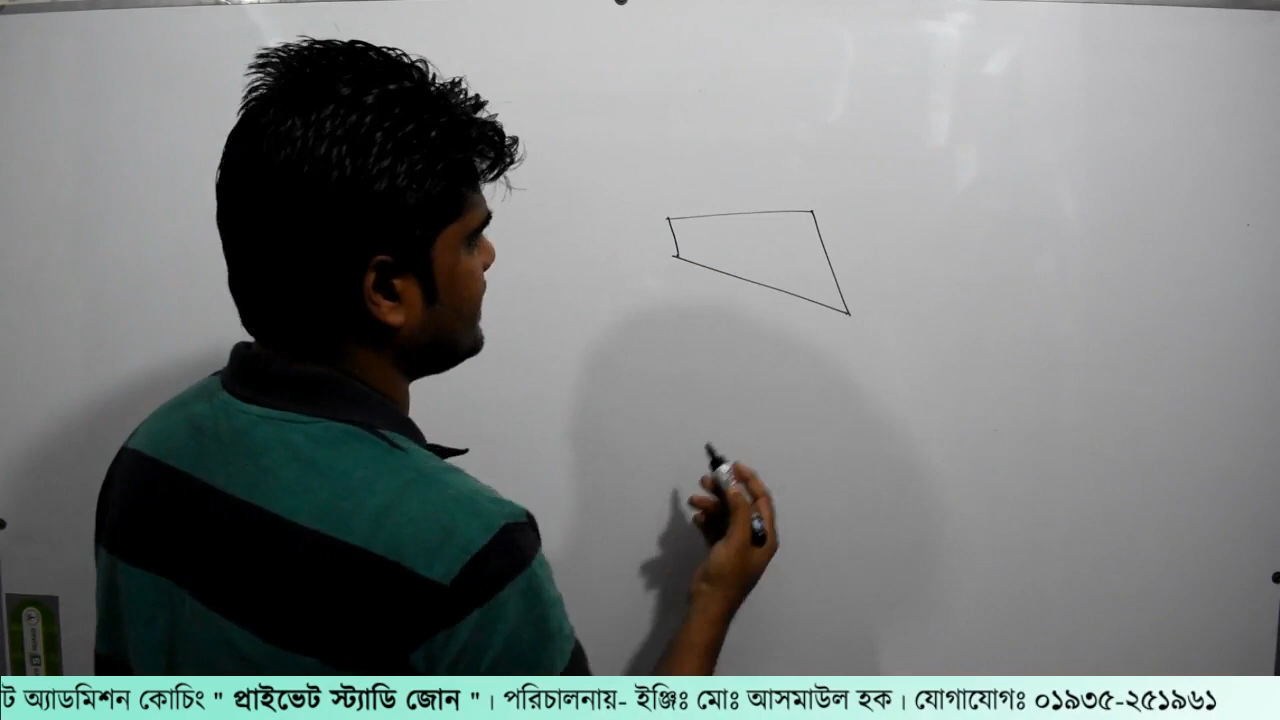 ট অ্যাডমিশন কোচিং " প্রাইভেট স্ট্যাডি জোন " । পরিচালনায়- ইঞ্জিঃ মোঃ আসমাউল হক । যোগাযোগঃ ০১৯৩৫-২৫১৯৬১